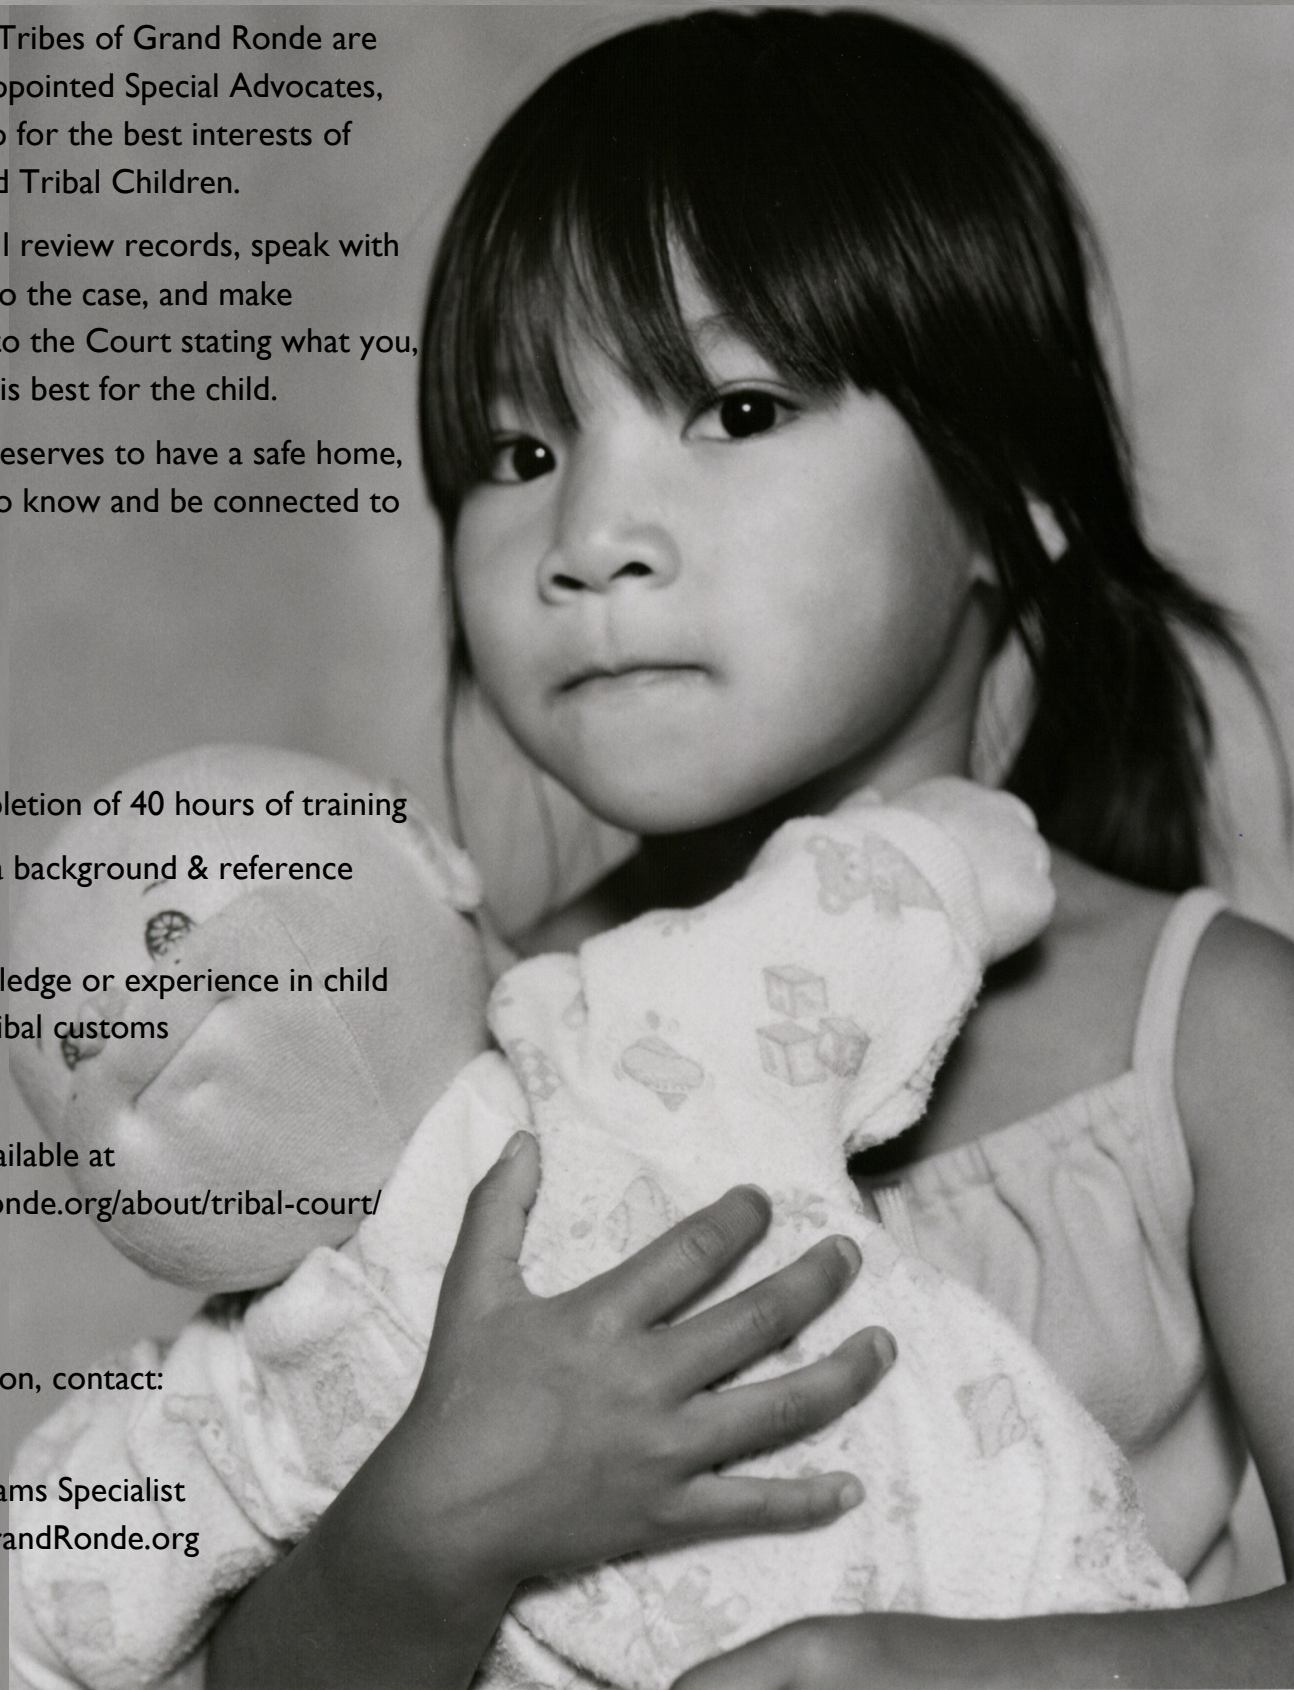 Tribes of Grand Ronde are
ppointed Special Advocates,
o for the best interests of
d Tribal Children.
l review records, speak with
o the case, and make
to the Court stating what you,
is best for the child.
eserves to have a safe home,
o know and be connected to
pletion of 40 hours of training
a background & reference
ledge or experience in child
ibal customs
ailable at
onde.org/about/tribal-court/
on, contact:
ams Specialist
randRonde.org